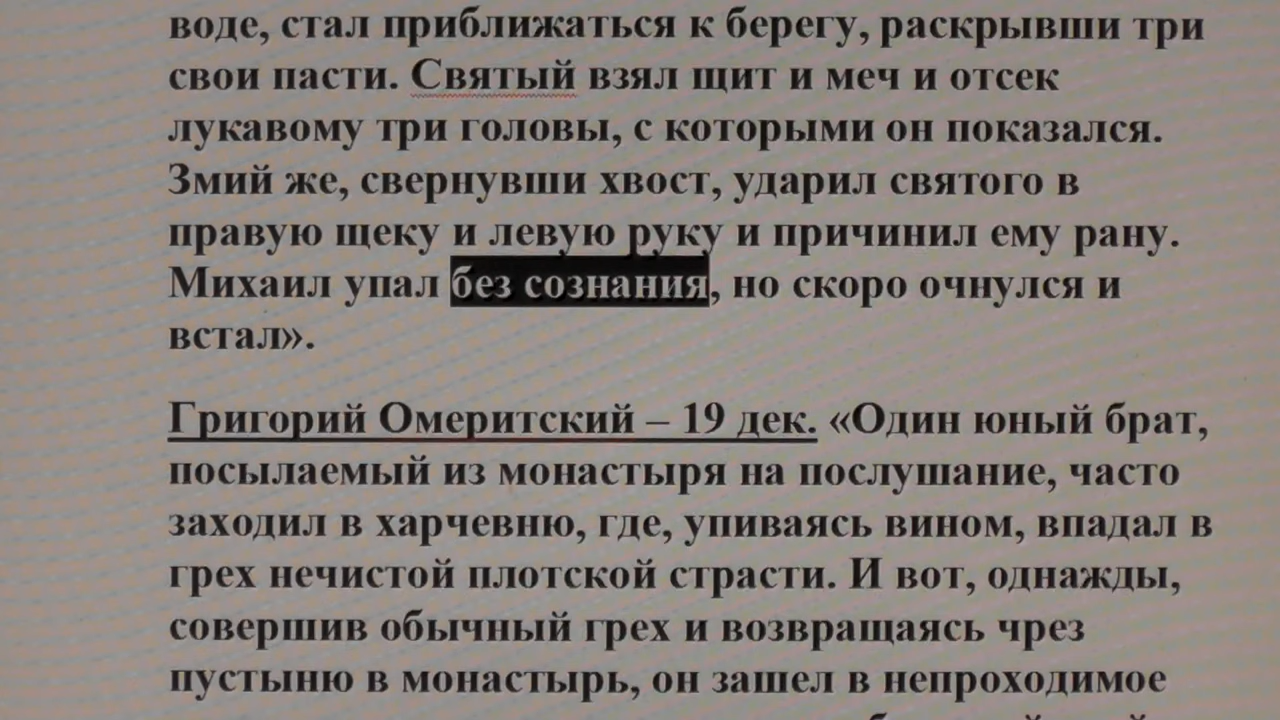 воде, стал приближаться к берегу, раскрывши три
свои пасти. Святый взял щит и меч и отсек
лукавому три головы, с которыми он показался.
Змий же, свернувши хвост, ударил святого в
правую щеку и левую руку и причинил ему рану.
Михаил упал без сознания, но скоро очнулся и
встал».
Григорий Омеритский – 19 дек. «Один юный брат,
посылаемый из монастыря на послушание, часто
заходил в харчевню, где, упиваясь вином, впадал в
грех нечистой плотской страсти. И вот, однажды,
совершив обычный грех и возвращаясь чрез
пустыню в монастырь, он зашел в непроходимое